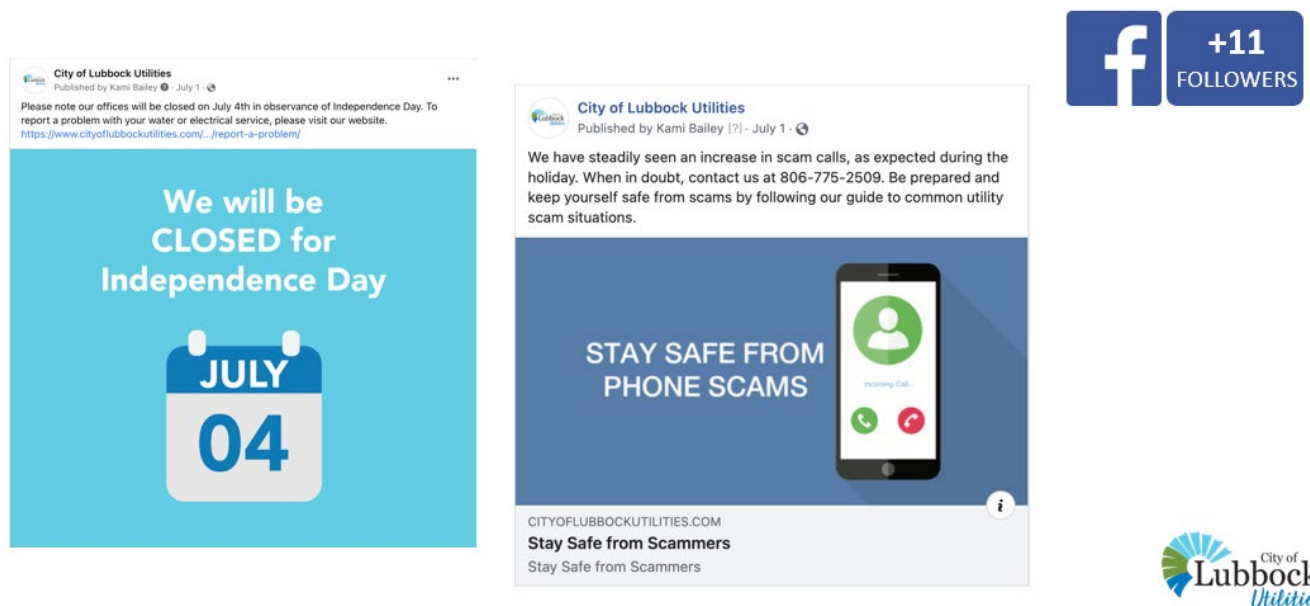 City of Lubbock Utilities
Published by Kami Bailey · July 1 ·
Please note our offices will be closed on July 4th in observance of Independence Day. To
report a problem with your water or electrical service, please visit our website.
https://www.cityoflubbockutilities.com/.../report-a-problem/
We will be
CLOSED for
Independence Day
JULY
04
City of Lubbock Utilities
Published by Kami Bailey [?] · July 1 ·
We have steadily seen an increase in scam calls, as expected during the
holiday. When in doubt, contact us at 806-775-2509. Be prepared and
keep yourself safe from scams by following our guide to common utility
scam situations.
STAY SAFE FROM
PHONE SCAMS
Incoming Call...
i
CITYOFLUBBOCKUTILITIES.COM
Stay Safe from Scammers
Stay Safe from Scammers
f
+11
FOLLOWERS
City of
Lubbock